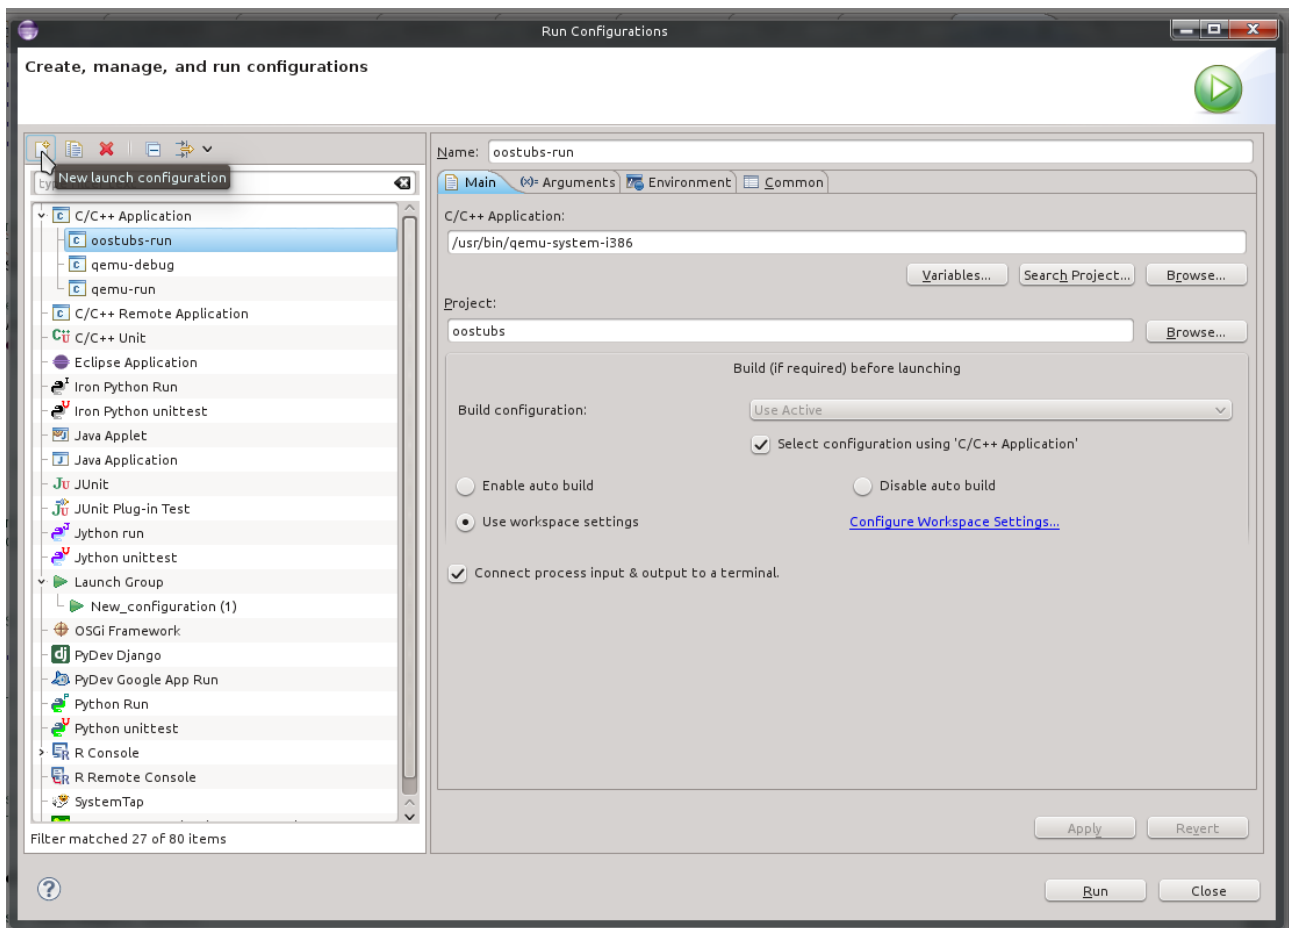 Run Configurations
Create, manage, and run configurations
New launch configuration
C/C++ Application
oostubs-run
qemu-debug
qemu-run
C/C++ Remote Application
C/C++ Unit
Eclipse Application
Iron Python Run
Iron Python unittest
Java Applet
Java Application
JUnit
JUnit Plug-in Test
Jython run
Jython unittest
Launch Group
New_configuration (1)
OSGi Framework
PyDev Django
PyDev Google App Run
Python Run
Python unittest
R Console
R Remote Console
SystemTap
Filter matched 27 of 80 items
Name: oostubs-run
Main (x)= Arguments Environment Common
C/C++ Application:
/usr/bin/qemu-system-i386
Variables... Search Project... Browse...
Project:
oostubs
Browse...
Build (if required) before launching
Build configuration: Use Active
Select configuration using 'C/C++ Application'
Enable auto build Disable auto build
Use workspace settings Configure Workspace Settings...
Connect process input & output to a terminal.
Apply Revert
Run Close